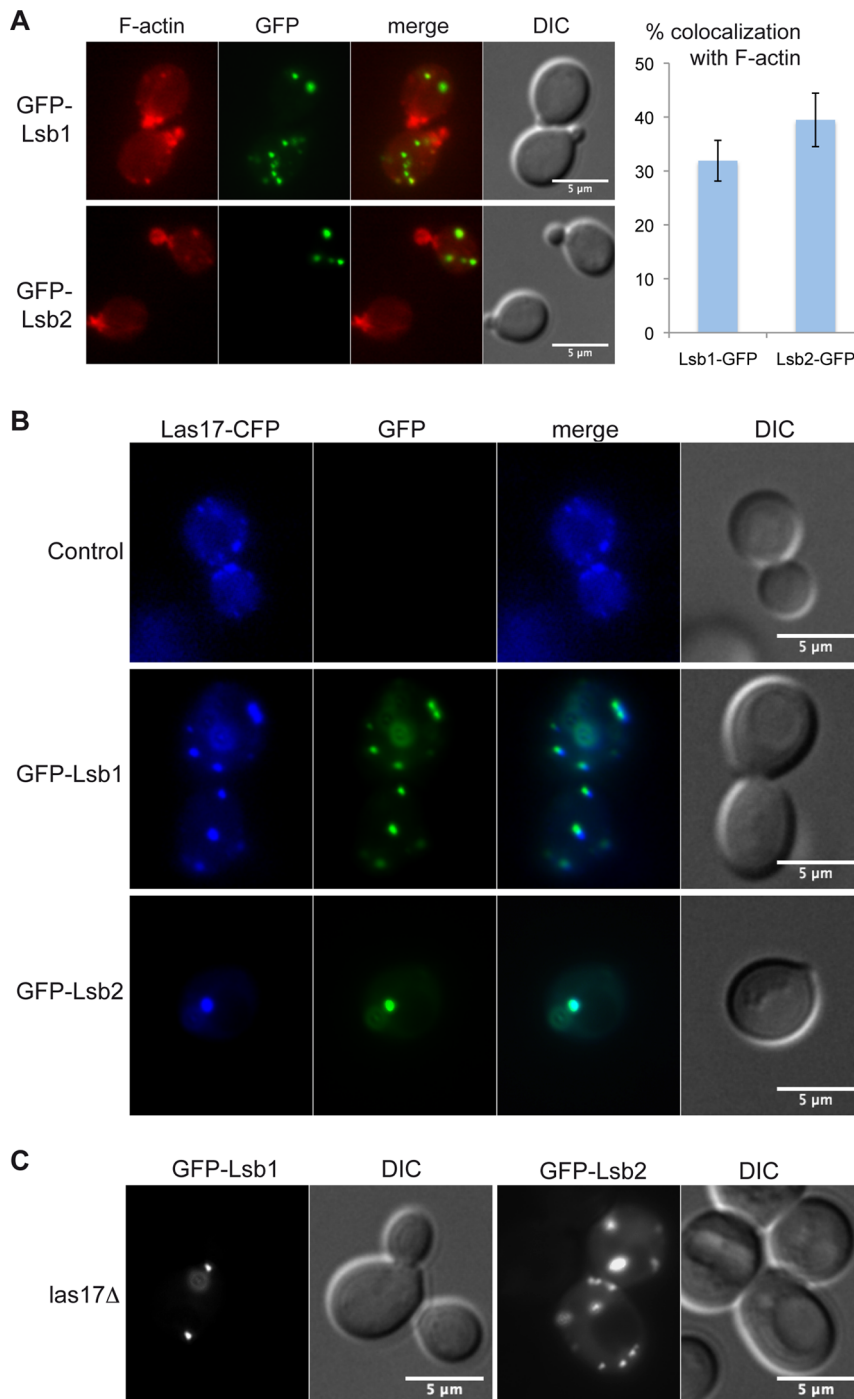 A
F-actin GFP merge DIC
% colocalization
with F-actin
GFP-
Lsb1
5 µm
GFP-
Lsb2
5 µm
50
40
30
20
10
0
Lsb1-GFP Lsb2-GFP
B
Las17-CFP GFP merge DIC
Control
5 µm
GFP-Lsb1
5 µm
GFP-Lsb2
5 µm
C
GFP-Lsb1 DIC GFP-Lsb2 DIC
las17Δ
5 µm 5 µm